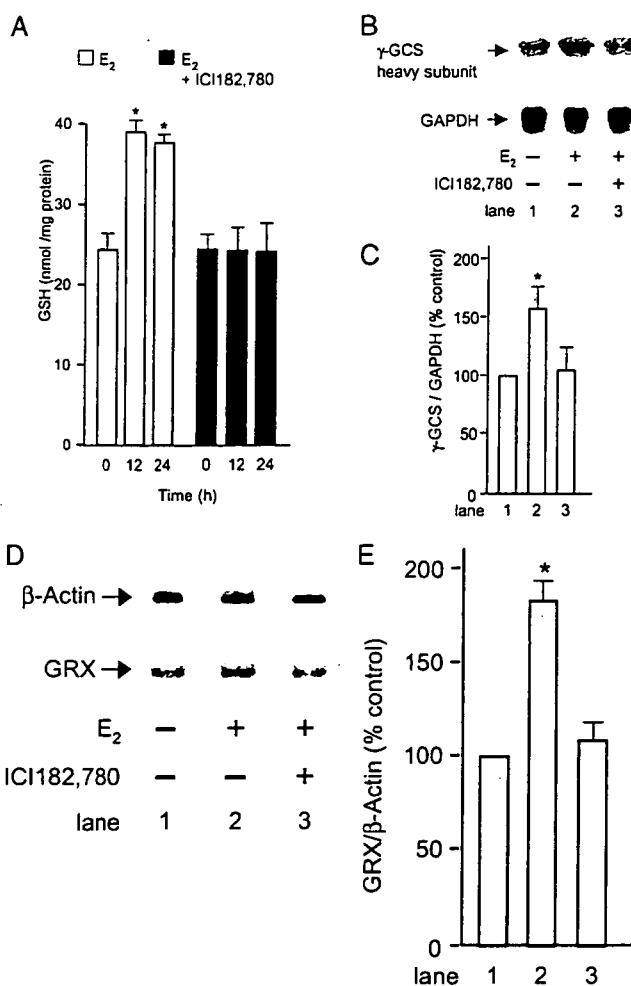 A
E2
E2
+ ICI182,780
GSH (nmol /mg protein)
40
30
20
10
0
0 12 24 0 12 24
Time (h)
B
γ-GCS
heavy subunit
GAPDH
E2 − + +
ICI182,780 − − +
lane 1 2 3
C
γ-GCS / GAPDH (% control)
200
150
100
50
0
*
lane 1 2 3
D
β-Actin
GRX
E2 − + +
ICI182,780 − − +
lane 1 2 3
E
GRX/β-Actin (% control)
200
150
100
50
0
*
lane 1 2 3